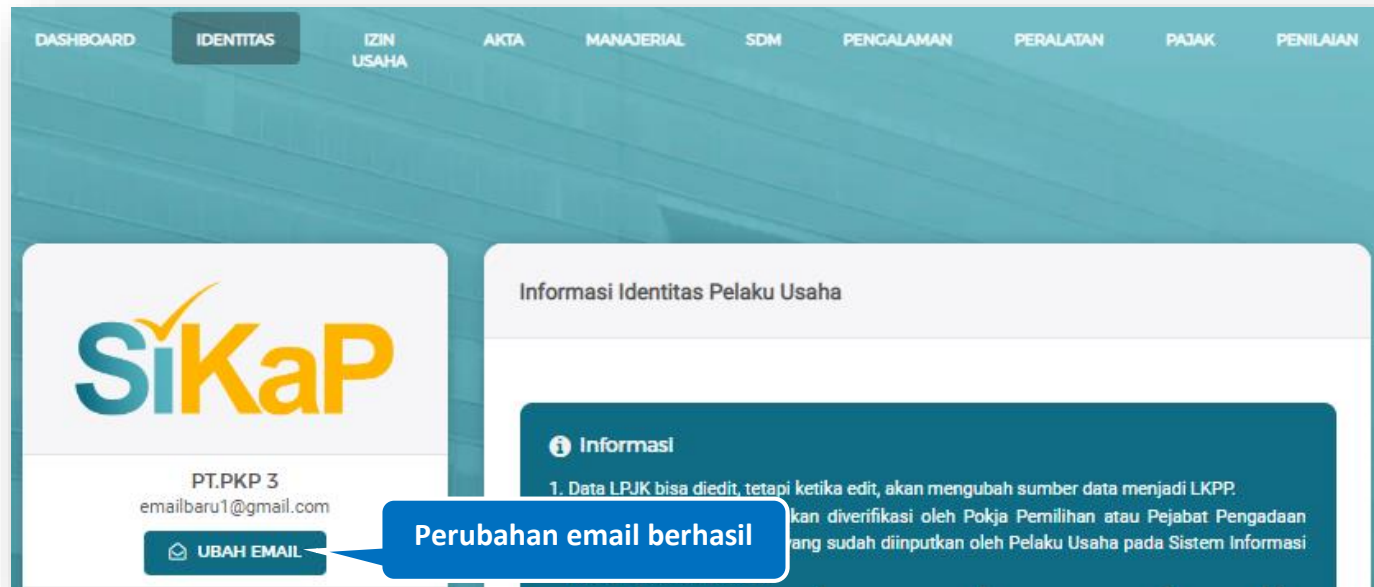 DASHBOARD IDENTITAS IZIN USAHA AKTA MANAJERIAL SDM PENGALAMAN PERALATAN PAJAK PENILAIAN
SiKaP
PT.PKP 3
emailbaru1@gmail.com
UBAH EMAIL
Perubahan email berhasil
Informasi Identitas Pelaku Usaha
Informasi
1. Data LPJK bisa diedit, tetapi ketika edit, akan mengubah sumber data menjadi LKPP.
kan diverifikasi oleh Pokja Pemilihan atau Pejabat Pengadaan
yang sudah diinputkan oleh Pelaku Usaha pada Sistem Informasi